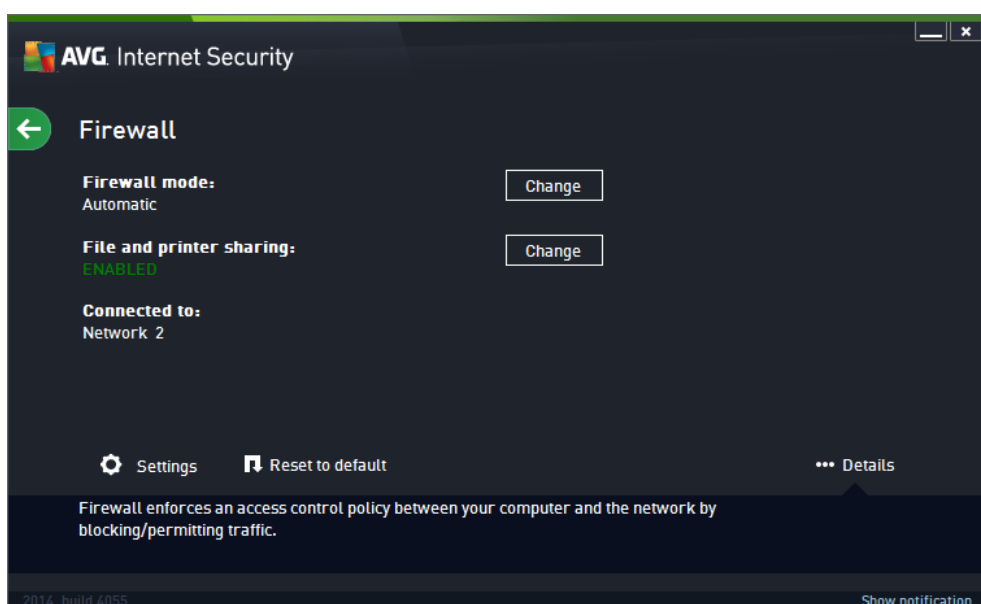 AVG. Internet Security
Firewall
Firewall mode:
Automatic
Change
File and printer sharing:
ENABLED
Change
Connected to:
Network 2
Settings
Reset to default
Details
Firewall enforces an access control policy between your computer and the network by
blocking/permitting traffic.
2014 build 4055
Show notification